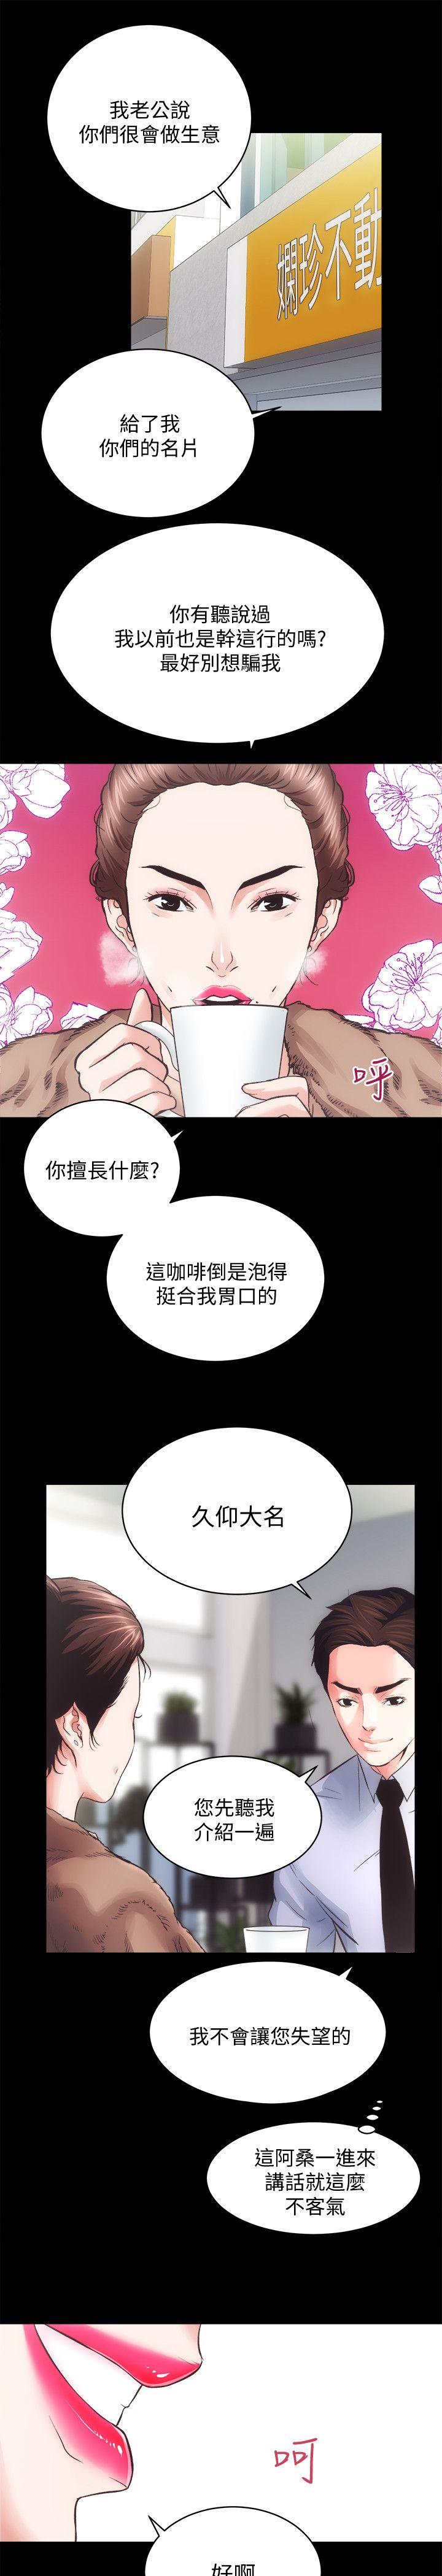 我老公說
你們很會做生意
嫻珍不動
給了我
你們的名片
你有聽說過
我以前也是幹這行的嗎?
最好別想騙我
呼
你擅長什麼?
這咖啡倒是泡得
挺合我胃口的
久仰大名
您先聽我
介紹一遍
我不會讓您失望的
這阿桑一進來
講話就這麼
不客氣
呵
好啊